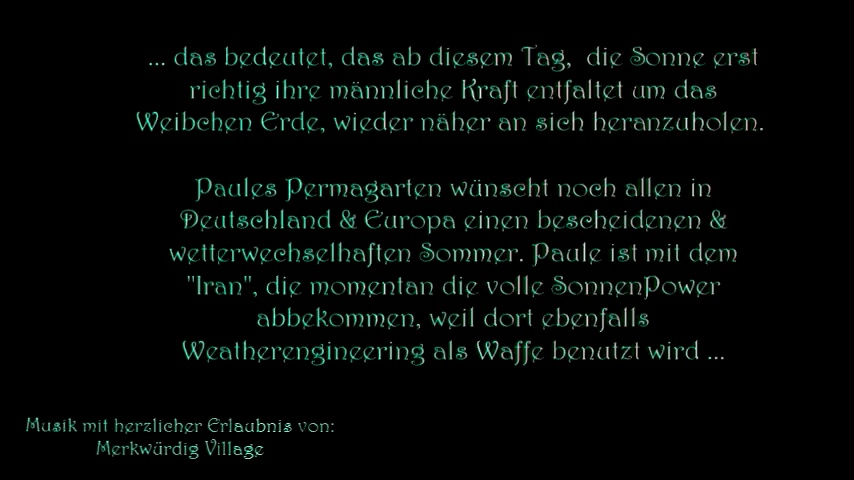 ... das bedeutet, das ab diesem Tag, die Sonne erst
richtig ihre männliche Kraft entfaltet um das
Weibchen Erde, wieder näher an sich heranzuholen.
Paules Permagarten wünscht noch allen in
Deutschland & Europa einen bescheidenen &
wetterwechselhaften Sommer. Paule ist mit dem
"Iran", die momentan die volle SonnenPower
abbekommen, weil dort ebenfalls
Weatherengineering als Waffe benutzt wird ...
Musik mit herzlicher Erlaubnis von:
Merkwürdig Village